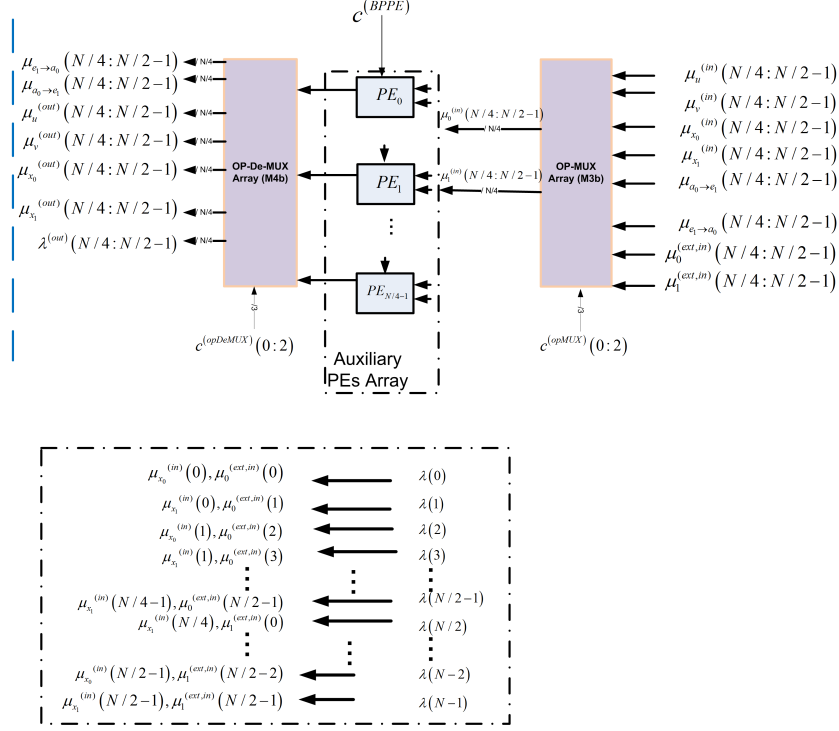 c^(BPPE)
μ_{e1→a0}(N/4:N/2−1) / N/4
μ_{a0→e1}(N/4:N/2−1) / N/4
μ_u^(out)(N/4:N/2−1) / N/4
μ_v^(out)(N/4:N/2−1) / N/4
μ_{x0}^(out)(N/4:N/2−1) / N/4
μ_{x1}^(out)(N/4:N/2−1) / N/4
λ^(out)(N/4:N/2−1) / N/4
OP-De-MUX
Array (M4b)
/3
c^(opDeMUX)(0:2)
PE_0
PE_1
⋮
PE_{N/4−1}
Auxiliary
PEs Array
μ_0^(in)(N/4:N/2−1)
/ N/4
μ_1^(in)(N/4:N/2−1)
/ N/4
OP-MUX
Array (M3b)
/3
c^(opMUX)(0:2)
μ_u^(in)(N/4:N/2−1)
μ_v^(in)(N/4:N/2−1)
μ_{x0}^(in)(N/4:N/2−1)
μ_{x1}^(in)(N/4:N/2−1)
μ_{a0→e1}(N/4:N/2−1)
μ_{e1→a0}(N/4:N/2−1)
μ_0^(ext,in)(N/4:N/2−1)
μ_1^(ext,in)(N/4:N/2−1)
μ_{x0}^(in)(0), μ_0^(ext,in)(0) λ(0)
μ_{x1}^(in)(0), μ_0^(ext,in)(1) λ(1)
μ_{x0}^(in)(1), μ_0^(ext,in)(2) λ(2)
μ_{x1}^(in)(1), μ_0^(ext,in)(3) λ(3)
⋮ ⋮ ⋮
μ_{x1}^(in)(N/4−1), μ_0^(ext,in)(N/2−1) λ(N/2−1)
μ_{x1}^(in)(N/4), μ_1^(ext,in)(0) λ(N/2)
⋮ ⋮ ⋮
μ_{x0}^(in)(N/2−1), μ_1^(ext,in)(N/2−2) λ(N−2)
μ_{x1}^(in)(N/2−1), μ_1^(ext,in)(N/2−1) λ(N−1)